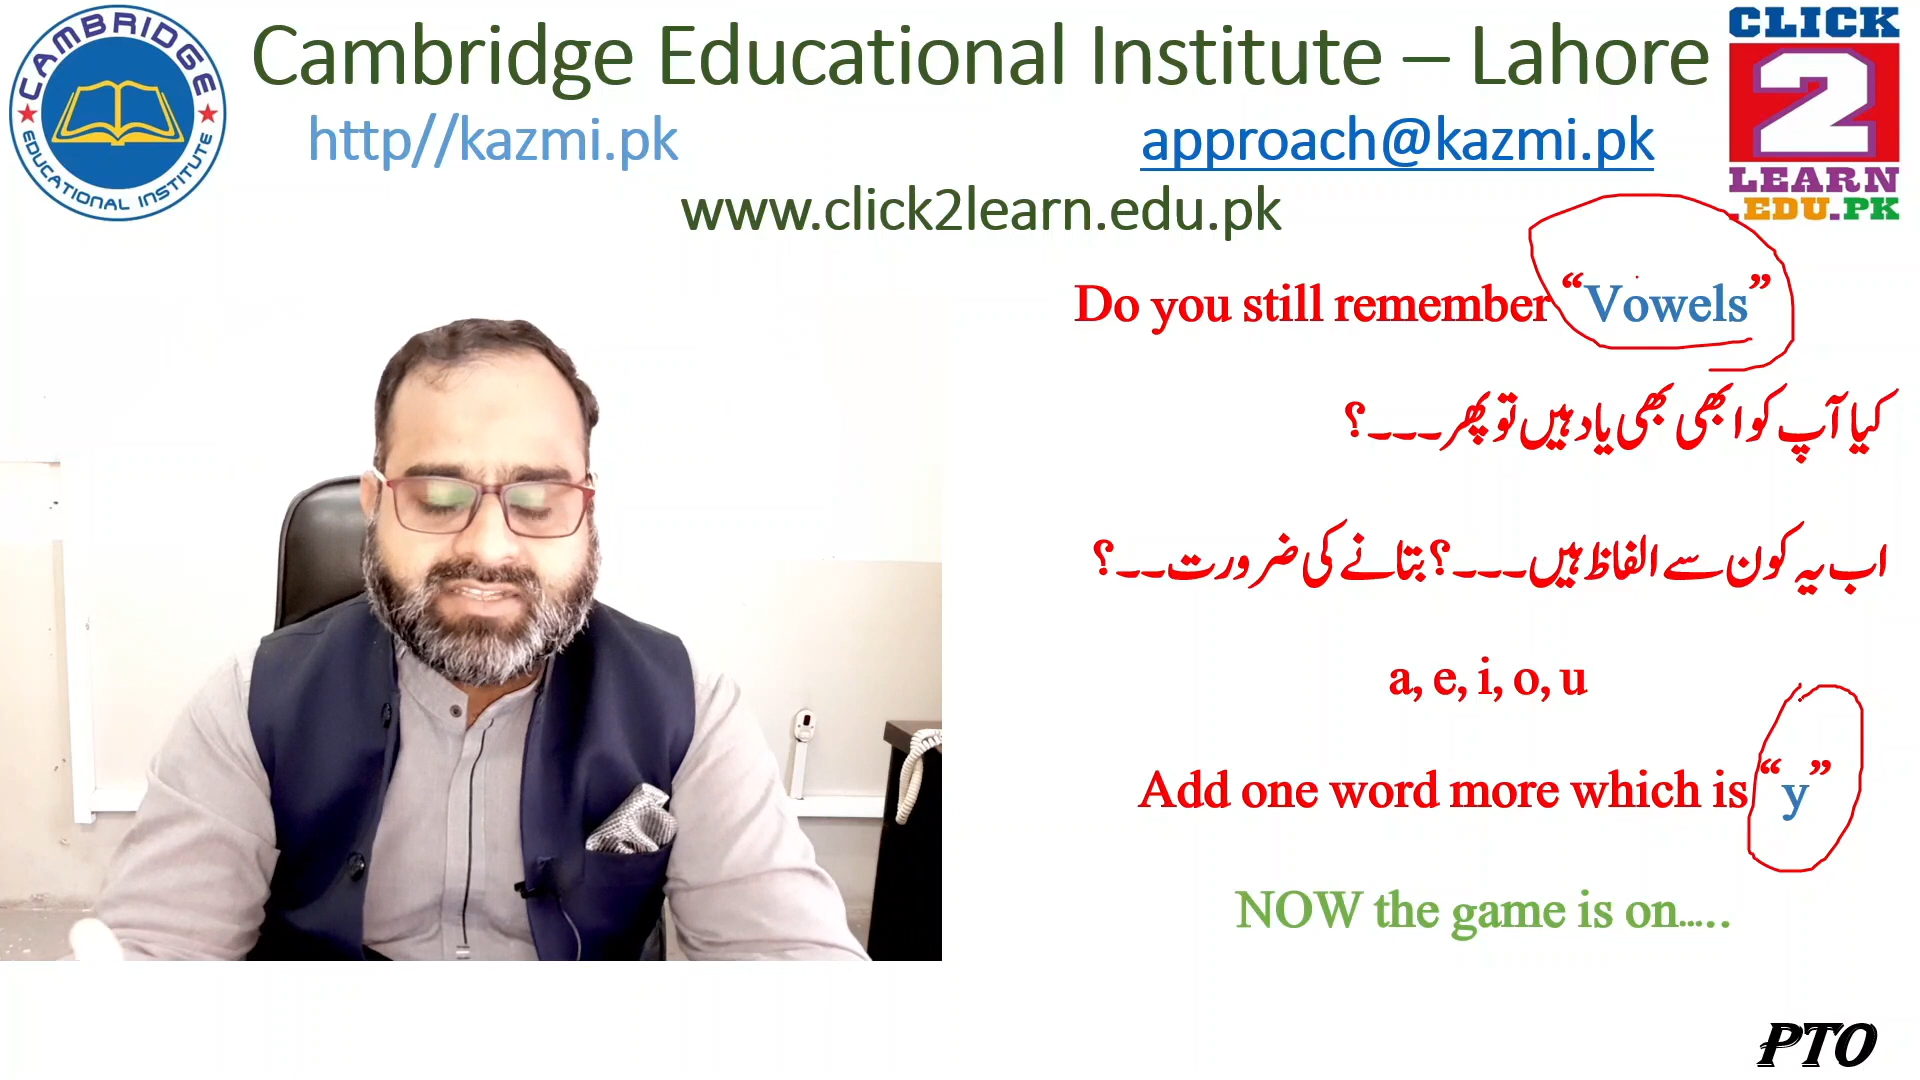 CAMBRIDGE
EDUCATIONAL INSTITUTE
Cambridge Educational Institute – Lahore
CLICK
2
LEARN
.EDU.PK
http//kazmi.pk
approach@kazmi.pk
www.click2learn.edu.pk
Do you still remember “Vowels”
کیا آپ کو ابھی بھی یاد ہیں تو پھر ۔۔۔؟
اب یہ کون سے الفاظ ہیں ۔۔۔؟ بتانے کی ضرورت ۔۔؟
a, e, i, o, u
Add one word more which is “y”
NOW the game is on…..
PTO